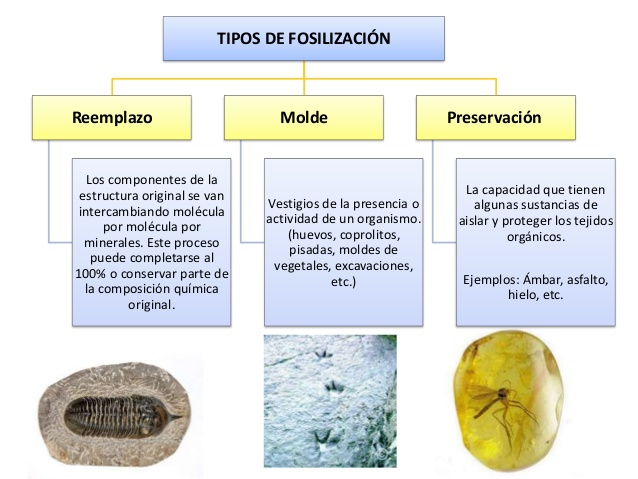 TIPOS DE FOSILIZACIÓN
Reemplazo
Molde
Preservación
Los componentes de la
estructura original se van
intercambiando molécula
por molécula por
minerales. Este proceso
puede completarse al
100% o conservar parte de
la composición química
original.
Vestigios de la presencia o
actividad de un organismo.
(huevos, coprolitos,
pisadas, moldes de
vegetales, excavaciones,
etc.)
La capacidad que tienen
algunas sustancias de
aislar y proteger los tejidos
orgánicos.
Ejemplos: Ámbar, asfalto,
hielo, etc.